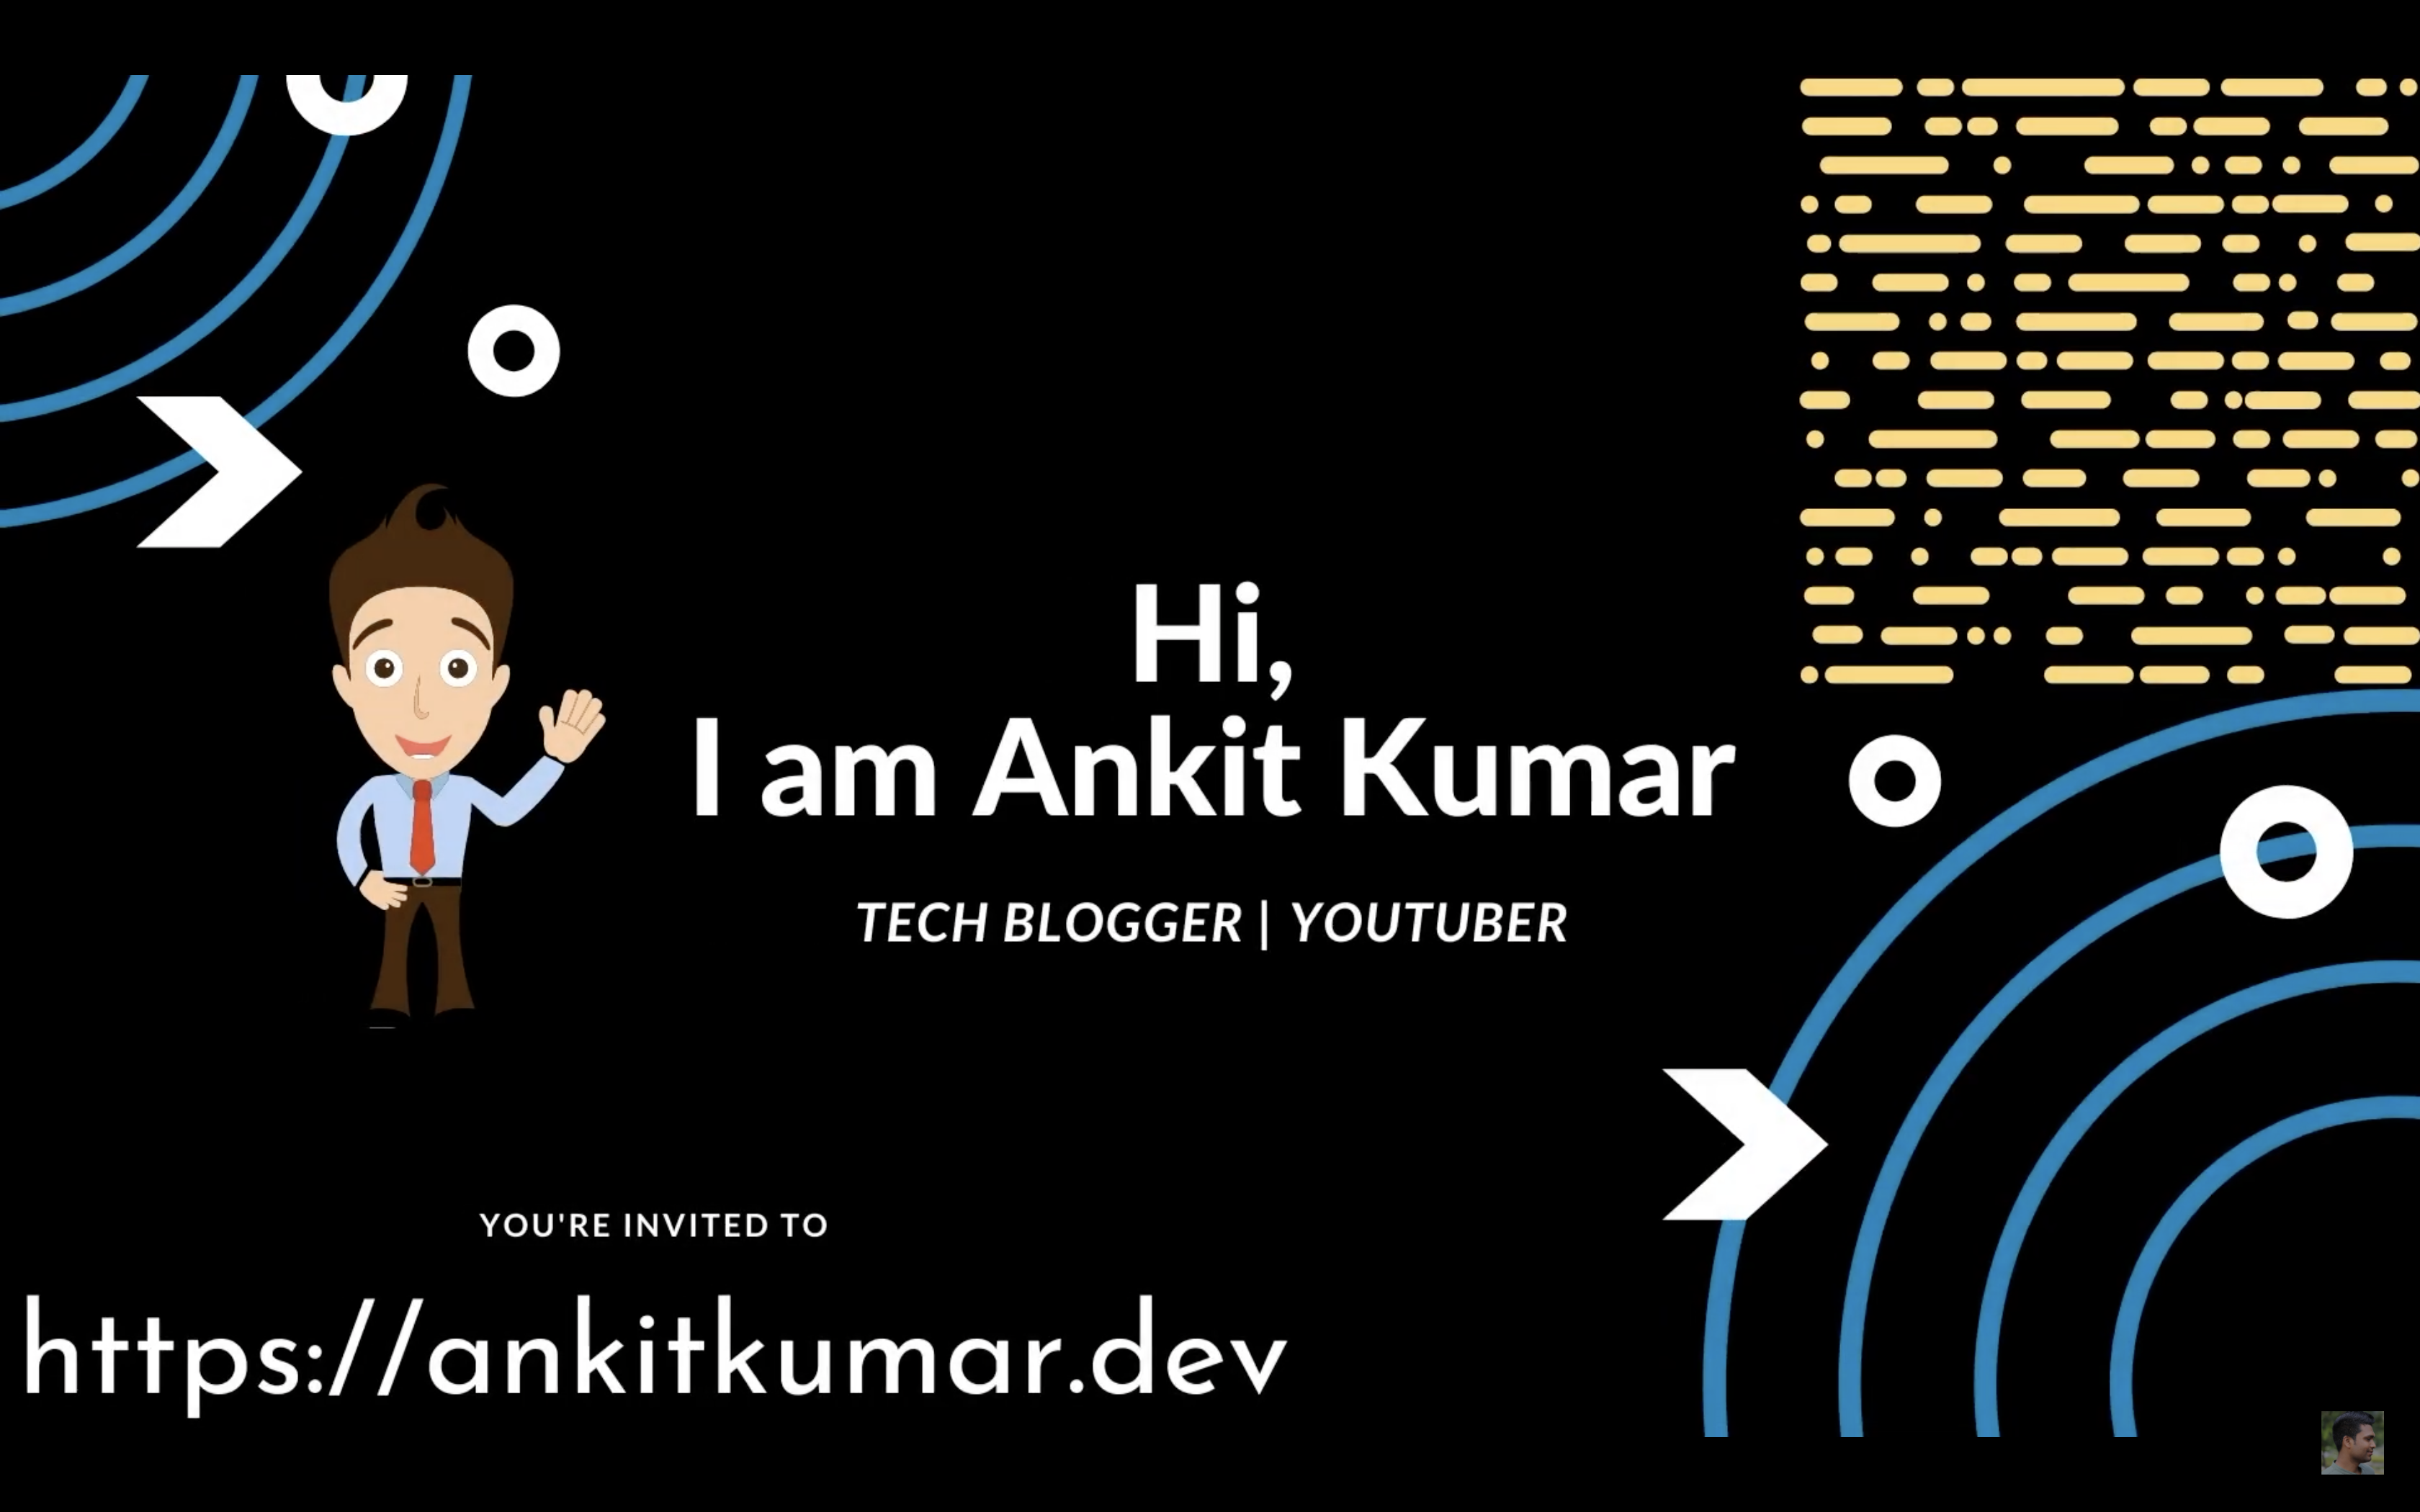 Hi,
I am Ankit Kumar
TECH BLOGGER | YOUTUBER
YOU'RE INVITED TO
https://ankitkumar.dev